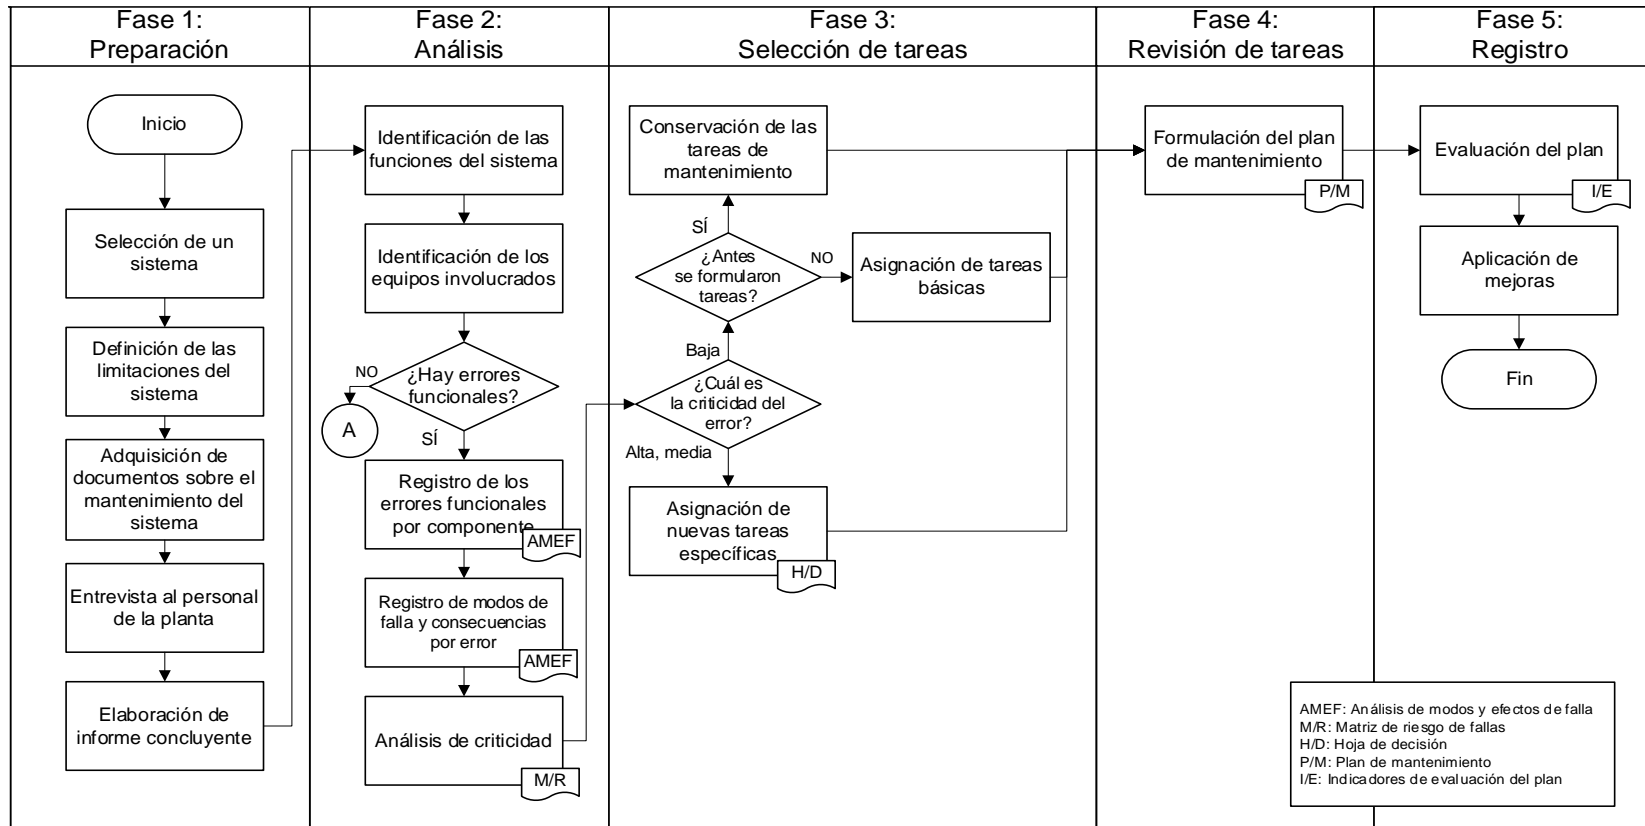 Fase 1:
Preparación
Fase 2:
Análisis
Fase 3:
Selección de tareas
Fase 4:
Revisión de tareas
Fase 5:
Registro
Inicio
Selección de un
sistema
Definición de las
limitaciones del
sistema
Adquisición de
documentos sobre el
mantenimiento del
sistema
Entrevista al personal
de la planta
Elaboración de
informe concluyente
Identificación de las
funciones del sistema
Identificación de los
equipos involucrados
¿Hay errores
funcionales?
NO
A
SÍ
Registro de los
errores funcionales
por componente
AMEF
Registro de modos de
falla y consecuencias
por error
AMEF
Análisis de criticidad
M/R
Conservación de las
tareas de
mantenimiento
SÍ
¿Antes
se formularon
tareas?
NO
Asignación de tareas
básicas
Baja
¿Cuál es
la criticidad del
error?
Alta, media
Asignación de
nuevas tareas
específicas
H/D
Formulación del plan
de mantenimiento
P/M
Evaluación del plan
I/E
Aplicación de
mejoras
Fin
AMEF: Análisis de modos y efectos de falla
M/R: Matriz de riesgo de fallas
H/D: Hoja de decisión
P/M: Plan de mantenimiento
I/E: Indicadores de evaluación del plan